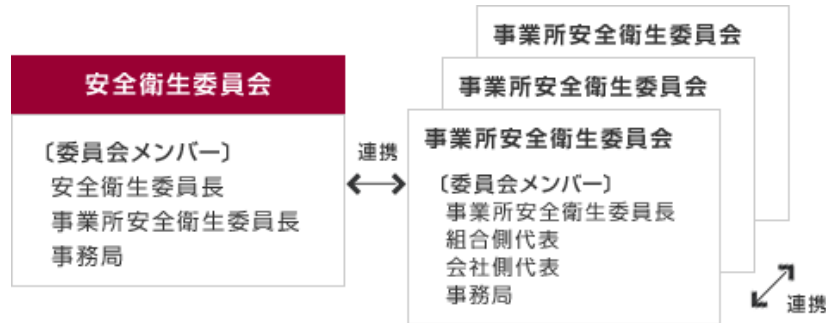 安全衛生委員会
〔委員会メンバー〕
安全衛生委員長
事業所安全衛生委員長
事務局
連携
事業所安全衛生委員会
事業所安全衛生委員会
事業所安全衛生委員会
〔委員会メンバー〕
事業所安全衛生委員長
組合側代表
会社側代表
事務局
連携